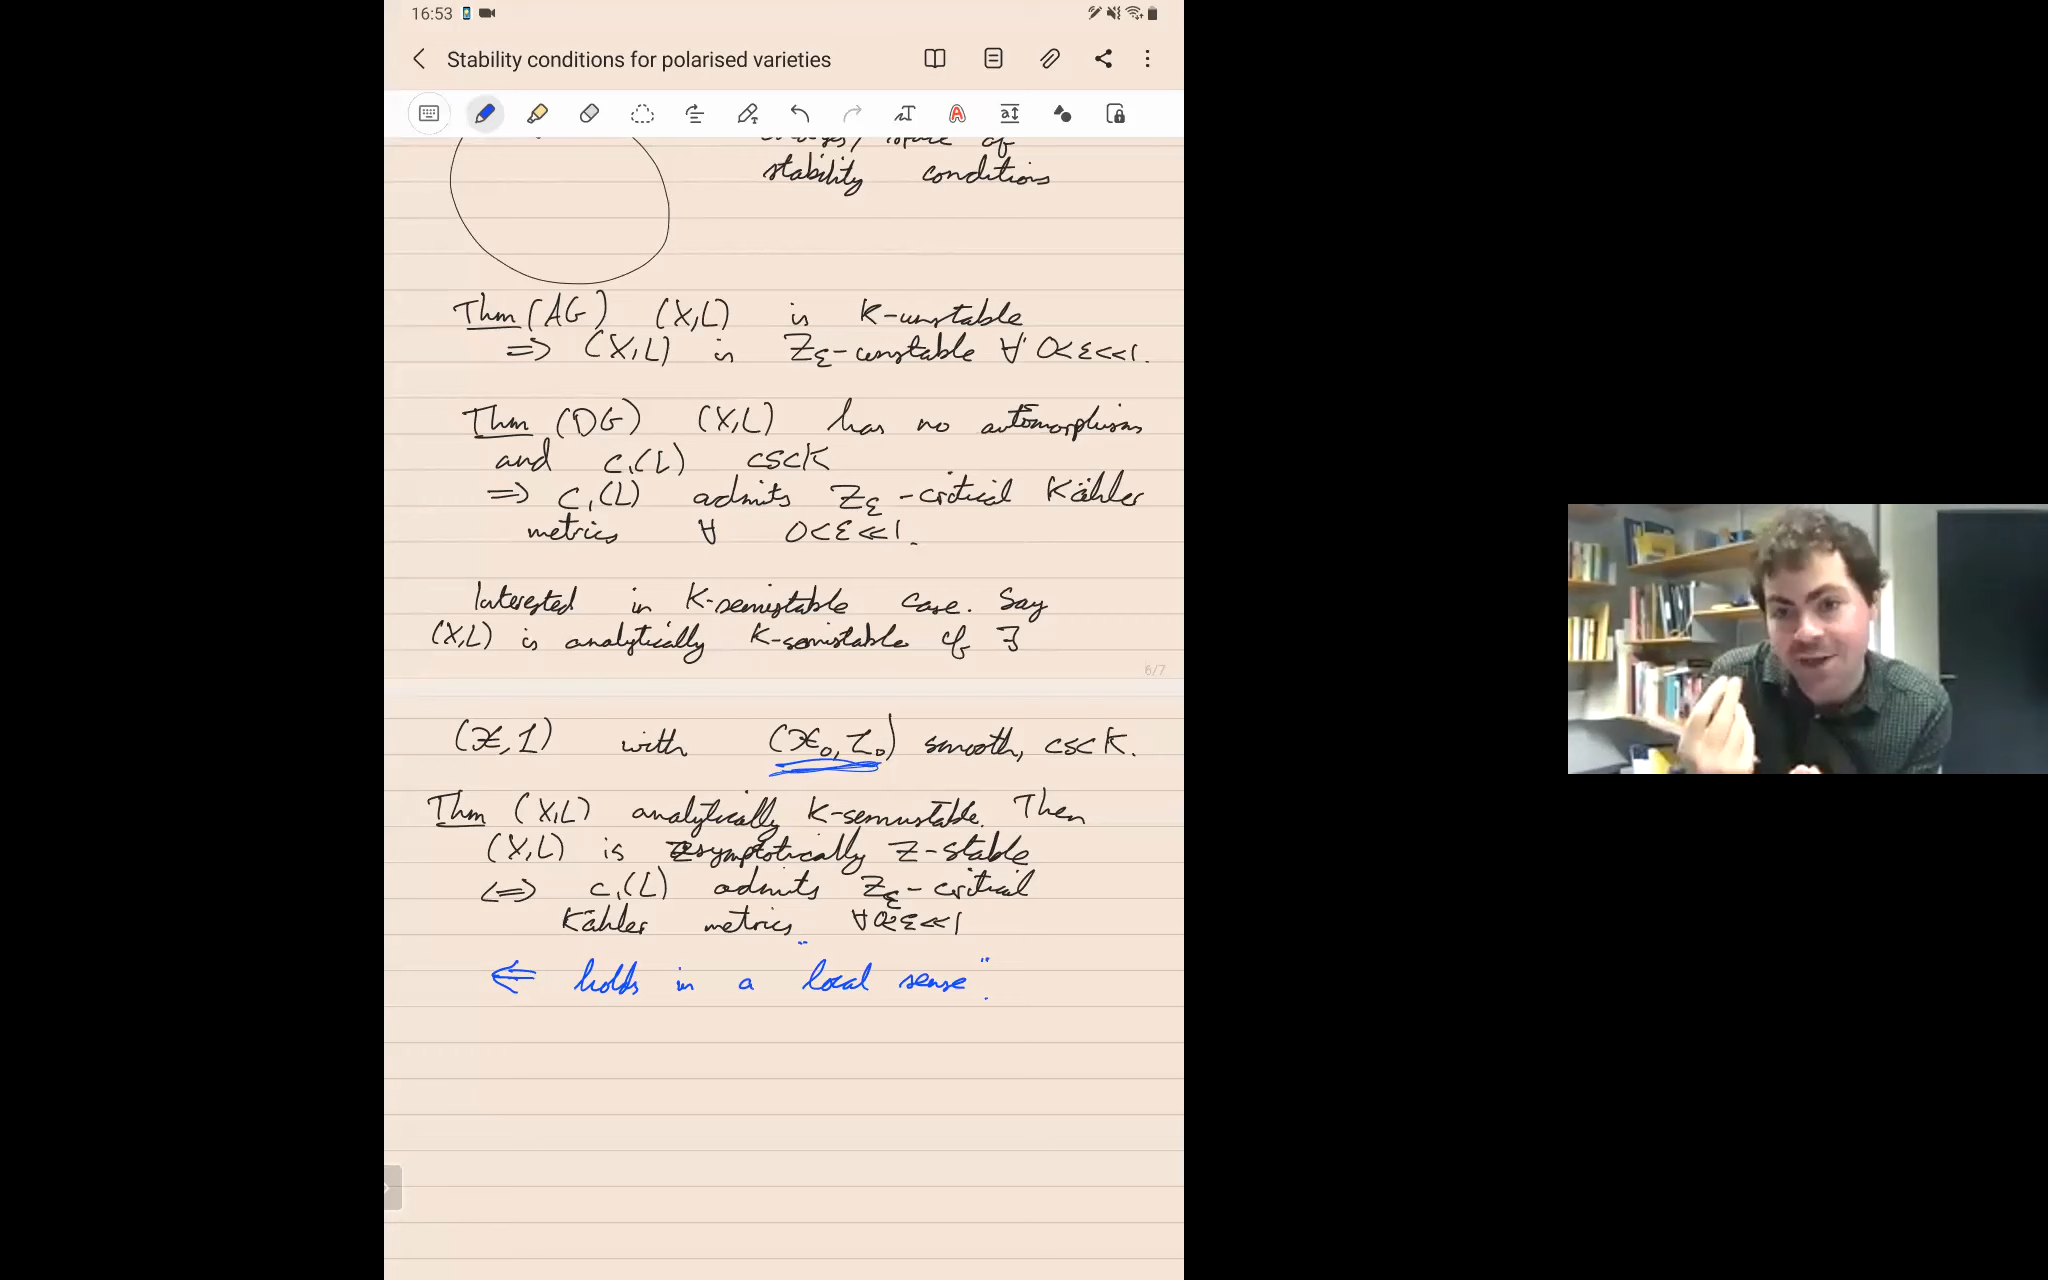 16:53
Stability conditions for polarised varieties
of
stability conditions
Thm (AG) (X,L) is K-unstable
=> (X,L) is Z_ε-unstable ∀ 0<ε<<1.
Thm (DG) (X,L) has no automorphisms
and c₁(L) cscK
=> c₁(L) admits Z_ε-critical Kähler
metrics ∀ 0<ε<<1.
Interested in K-semistable case. Say
(X,L) is analytically K-semistable if ∃
6/7
(𝒳,ℒ) with (𝒳₀,ℒ₀) smooth, cscK.
Thm (X,L) analytically K-semistable. Then
(X,L) is asymptotically Z-stable
<=> c₁(L) admits Z_ε-critical
Kähler metrics ∀ 0<ε<<1
<= holds in a "local sense".